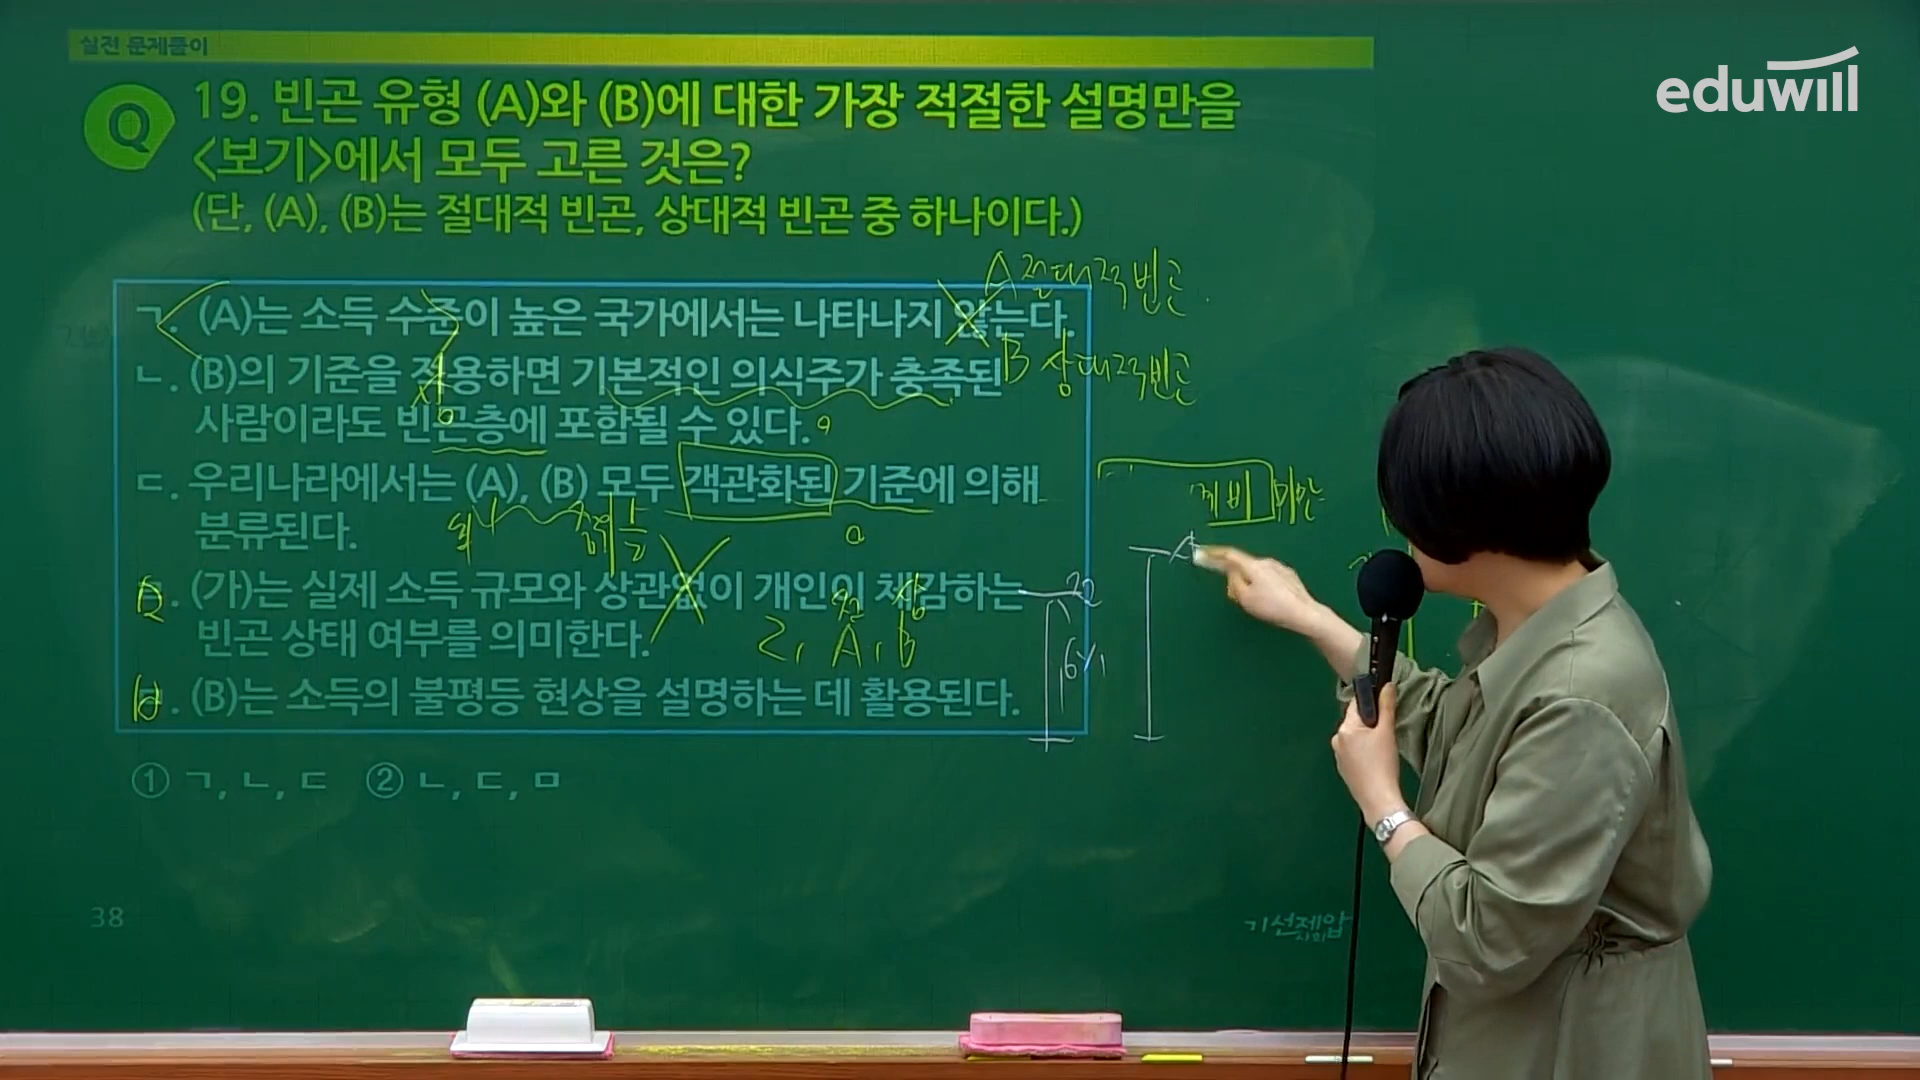 실전 문제풀이
eduwill
Q
19. 빈곤 유형 (A)와 (B)에 대한 가장 적절한 설명만을
<보기>에서 모두 고른 것은?
(단, (A), (B)는 절대적 빈곤, 상대적 빈곤 중 하나이다.)
A 절대적 빈곤
ㄱ. (A)는 소득 수준이 높은 국가에서는 나타나지 않는다.
B 상대적 빈곤
ㄴ. (B)의 기준을 적용하면 기본적인 의식주가 충족된
사람이라도 빈곤층에 포함될 수 있다.
ㄷ. 우리나라에서는 (A), (B) 모두 객관화된 기준에 의해
분류된다.
미만
ㄹ. (가)는 실제 소득 규모와 상관없이 개인이 체감하는
빈곤 상태 여부를 의미한다.
A, B
ㅁ. (B)는 소득의 불평등 현상을 설명하는 데 활용된다.
① ㄱ, ㄴ, ㄷ ② ㄴ, ㄷ, ㅁ
38
기선제압
사회